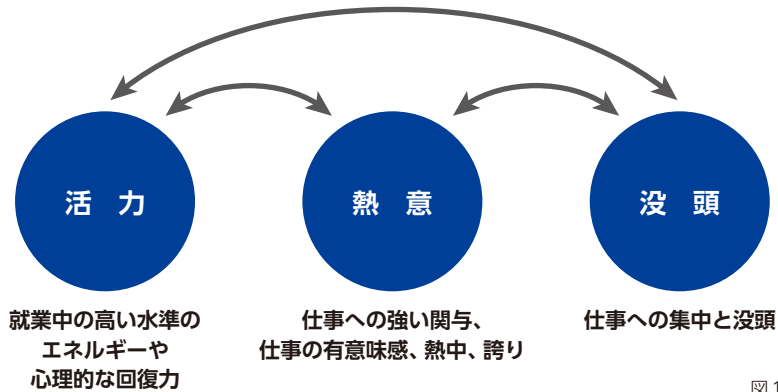 活　力
熱　意
没　頭
就業中の高い水準の
エネルギーや
心理的な回復力
仕事への強い関与、
仕事の有意味感、熱中、誇り
仕事への集中と没頭
図1